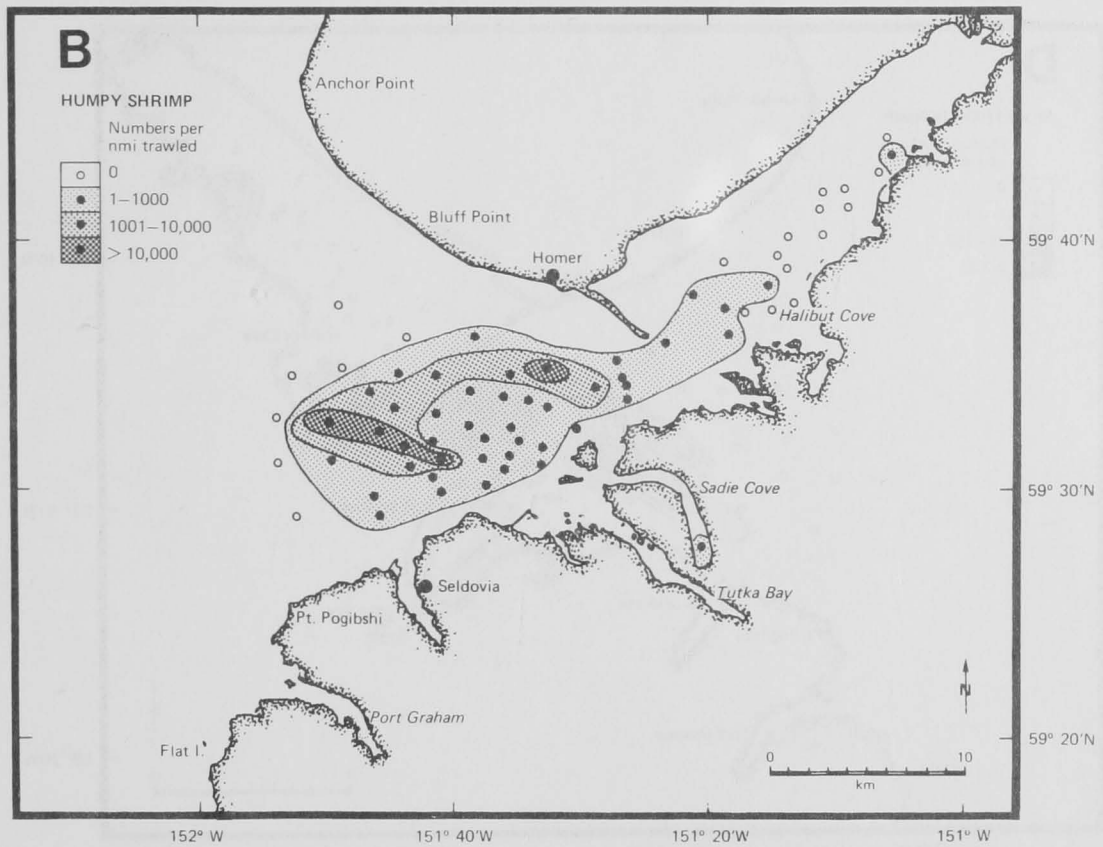 B
HUMPY SHRIMP
Numbers per
nmi trawled
0
1–1000
1001–10,000
> 10,000
Anchor Point
Bluff Point
Homer
Halibut Cove
Sadie Cove
Tutka Bay
Seldovia
Pt. Pogibshi
Port Graham
Flat I.
N
0 10
km
59° 40'N
59° 30'N
59° 20'N
152° W 151° 40'W 151° 20'W 151° W